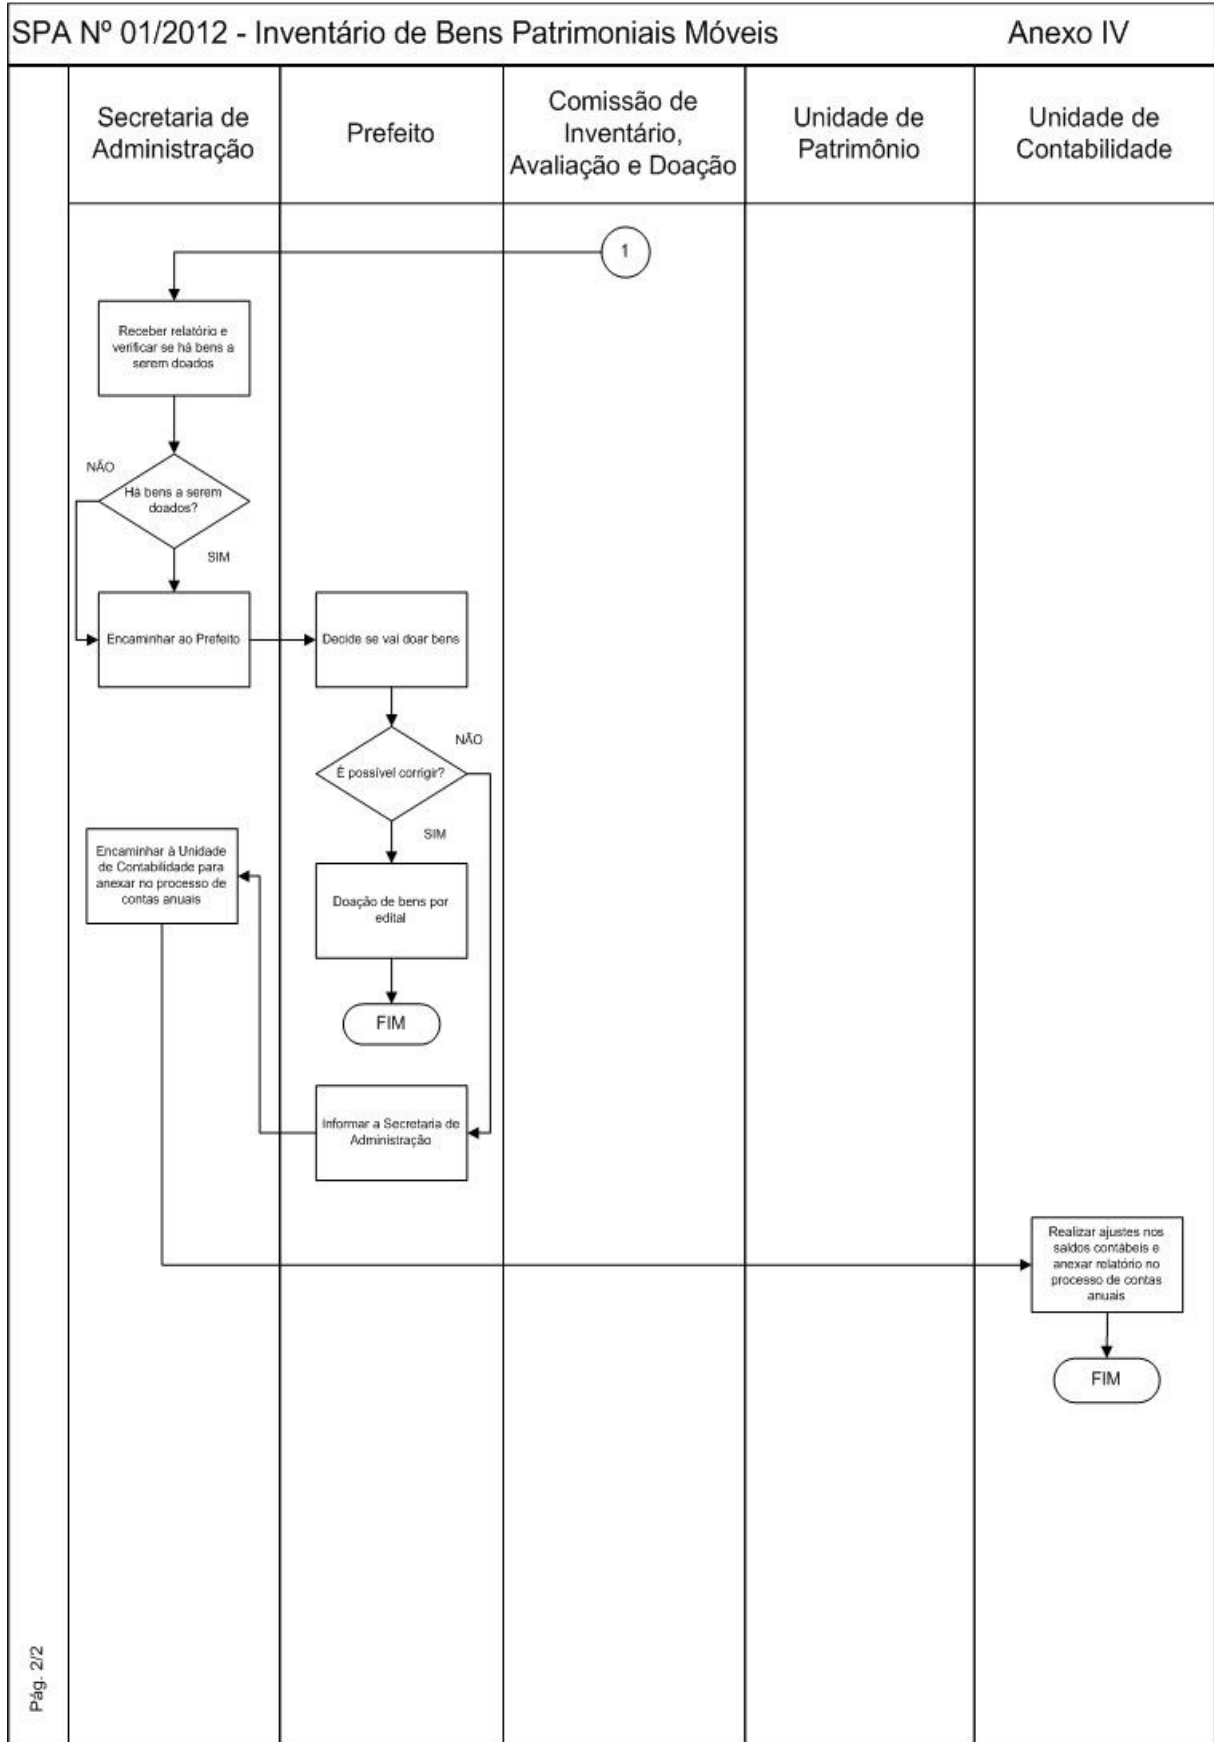 SPA Nº 01/2012 - Inventário de Bens Patrimoniais Móveis Anexo IV
Secretaria de
Administração
Prefeito
Comissão de
Inventário,
Avaliação e Doação
Unidade de
Patrimônio
Unidade de
Contabilidade
1
Receber relatório e
verificar se há bens a
serem doados
NÃO
Há bens a serem
doados?
SIM
Encaminhar ao Prefeito
Decide se vai doar bens
NÃO
É possível corrigir?
SIM
Encaminhar à Unidade
de Contabilidade para
anexar no processo de
contas anuais
Doação de bens por
edital
FIM
Informar a Secretaria de
Administração
Realizar ajustes nos
saldos contábeis e
anexar relatório no
processo de contas
anuais
FIM
Pág. 2/2